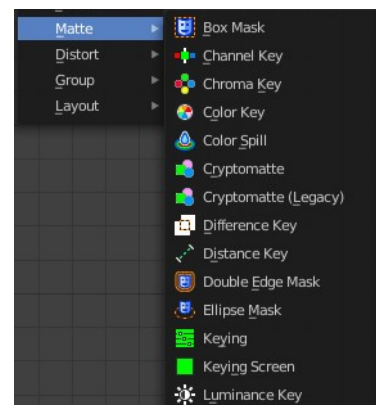 Matte
Distort
Group
Layout
Box Mask
Channel Key
Chroma Key
Color Key
Color Spill
Cryptomatte
Cryptomatte (Legacy)
Difference Key
Distance Key
Double Edge Mask
Ellipse Mask
Keying
Keying Screen
Luminance Key